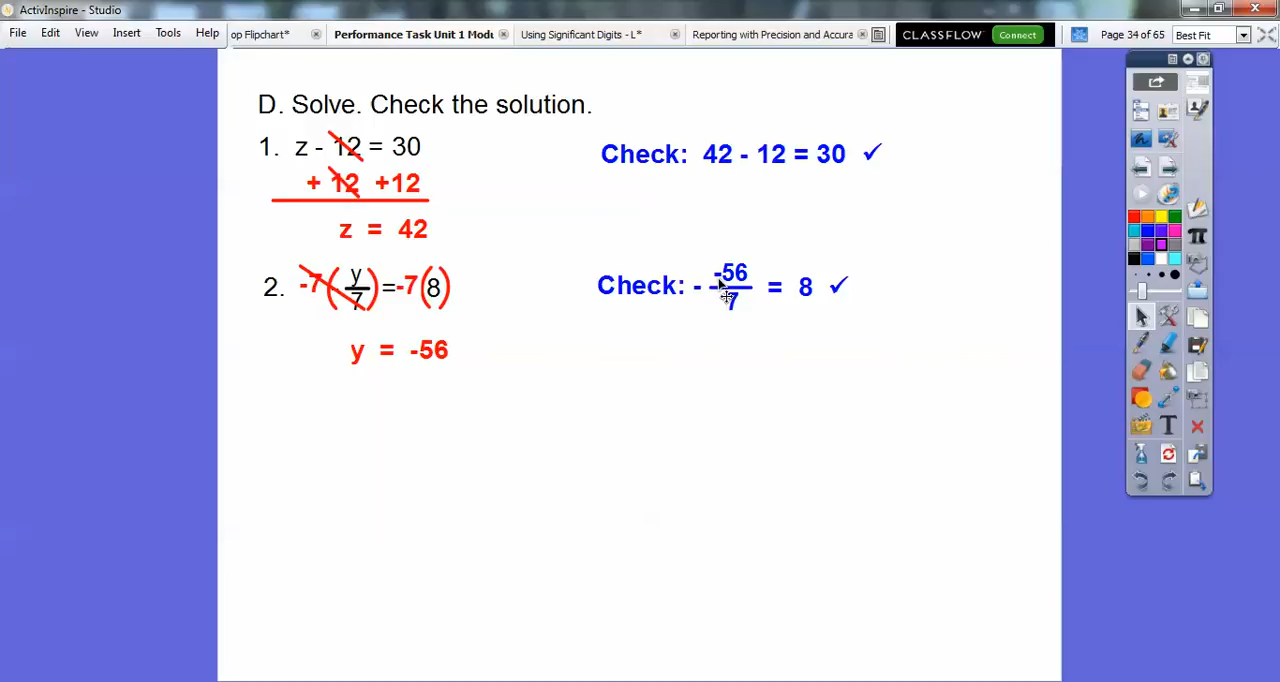 ActivInspire - Studio
File Edit View Insert Tools Help op Flipchart* Performance Task Unit 1 Modu Using Significant Digits - L* Reporting with Precision and Accura CLASSFLOW Connect Page 34 of 65 Best Fit
D. Solve. Check the solution.
1. z - 12 = 30 Check: 42 - 12 = 30 ✓
+ 12 +12
z = 42
2. -7(- y/7) = -7(8) Check: - -56/7 = 8 ✓
y = -56